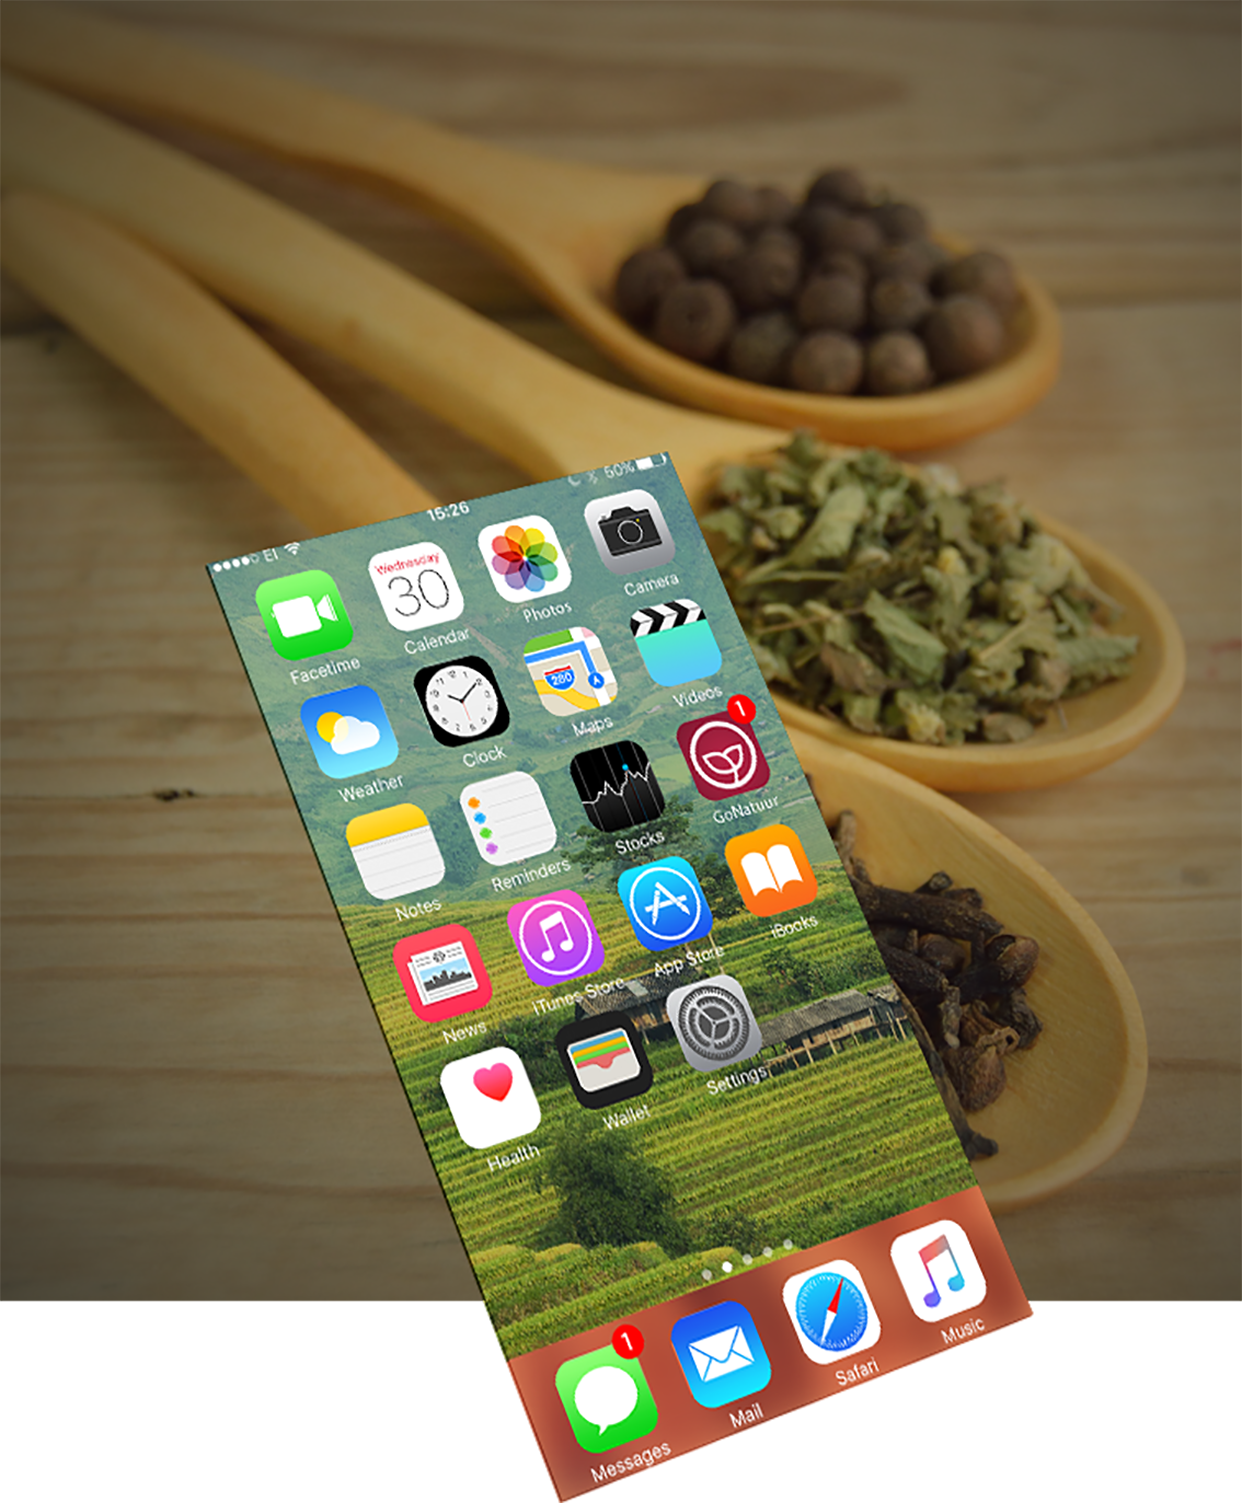 EI 15:26 50%
Facetime
Wednesday
30
Calendar
Photos
Camera
Weather
Clock
280
Maps
Videos
Notes
Reminders
Stocks
1
GoNatuur
News
iTunes Store
App Store
iBooks
Health
Wallet
Settings
1
Messages
Mail
Safari
Music